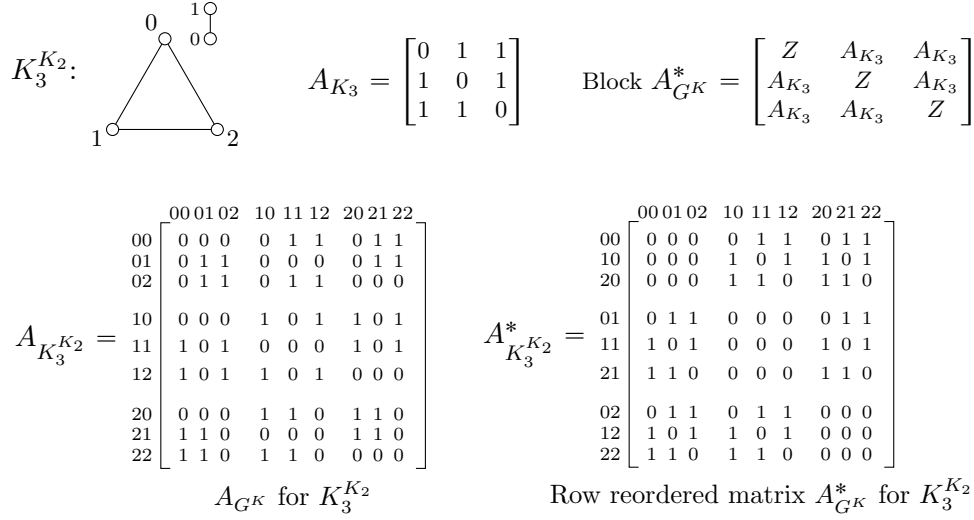 1
0
0
1 2
K_3^{K_2}:
A_{K_3} = [0 1 1
1 0 1
1 1 0]
Block A^*_{G^K} = [Z A_{K_3} A_{K_3}
A_{K_3} Z A_{K_3}
A_{K_3} A_{K_3} Z]
A_{K_3^{K_2}} =
00 01 02 10 11 12 20 21 22
00 0 0 0 0 1 1 0 1 1
01 0 1 1 0 0 0 0 1 1
02 0 1 1 0 1 1 0 0 0
10 0 0 0 1 0 1 1 0 1
11 1 0 1 0 0 0 1 0 1
12 1 0 1 1 0 1 0 0 0
20 0 0 0 1 1 0 1 1 0
21 1 1 0 0 0 0 1 1 0
22 1 1 0 1 1 0 0 0 0
A_{G^K} for K_3^{K_2}
A^*_{K_3^{K_2}} =
00 01 02 10 11 12 20 21 22
00 0 0 0 0 1 1 0 1 1
10 0 0 0 1 0 1 1 0 1
20 0 0 0 1 1 0 1 1 0
01 0 1 1 0 0 0 0 1 1
11 1 0 1 0 0 0 1 0 1
21 1 1 0 0 0 0 1 1 0
02 0 1 1 0 1 1 0 0 0
12 1 0 1 1 0 1 0 0 0
22 1 1 0 1 1 0 0 0 0
Row reordered matrix A^*_{G^K} for K_3^{K_2}